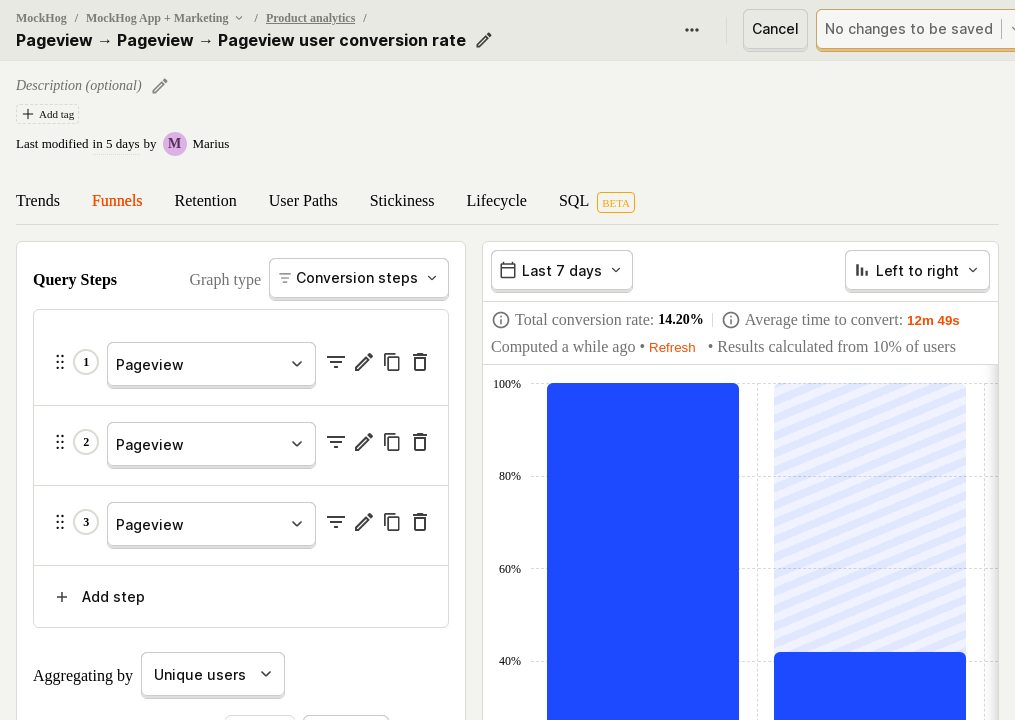 MockHog / MockHog App + Marketing / Product analytics /
Pageview → Pageview → Pageview user conversion rate
Cancel
No changes to be saved
Description (optional)
Add tag
Last modified in 5 days by M Marius
Trends Funnels Retention User Paths Stickiness Lifecycle SQL BETA
Query Steps
Graph type
Conversion steps
1 Pageview
2 Pageview
3 Pageview
Add step
Aggregating by
Unique users
Last 7 days
Left to right
Total conversion rate: 14.20%
Average time to convert: 12m 49s
Computed a while ago • Refresh • Results calculated from 10% of users
100%
80%
60%
40%